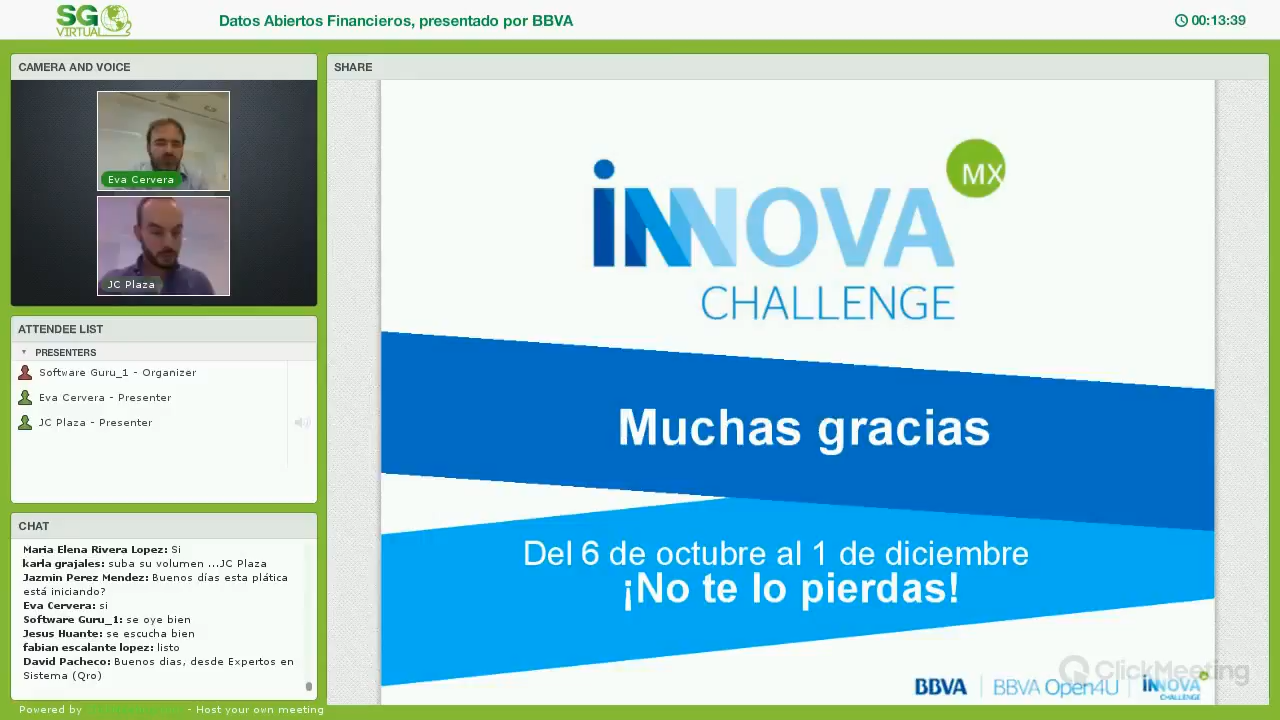 SG
VIRTUAL
Datos Abiertos Financieros, presentado por BBVA
00:13:39
CAMERA AND VOICE
Eva Cervera
JC Plaza
ATTENDEE LIST
PRESENTERS
Software Guru_1 - Organizer
Eva Cervera - Presenter
JC Plaza - Presenter
CHAT
Maria Elena Rivera Lopez: Si
karla grajales: suba su volumen ...JC Plaza
Jazmin Perez Mendez: Buenos días esta plática
está iniciando?
Eva Cervera: si
Software Guru_1: se oye bien
Jesus Huante: se escucha bien
fabian escalante lopez: listo
David Pacheco: Buenos dias, desde Expertos en
Sistema (Qro)
Powered by
- Host your own meeting
SHARE
MX
INNOVA
CHALLENGE
Muchas gracias
Del 6 de octubre al 1 de diciembre
¡No te lo pierdas!
ClickMeeting
BBVA
BBVA Open4U
INNOVA
CHALLENGE